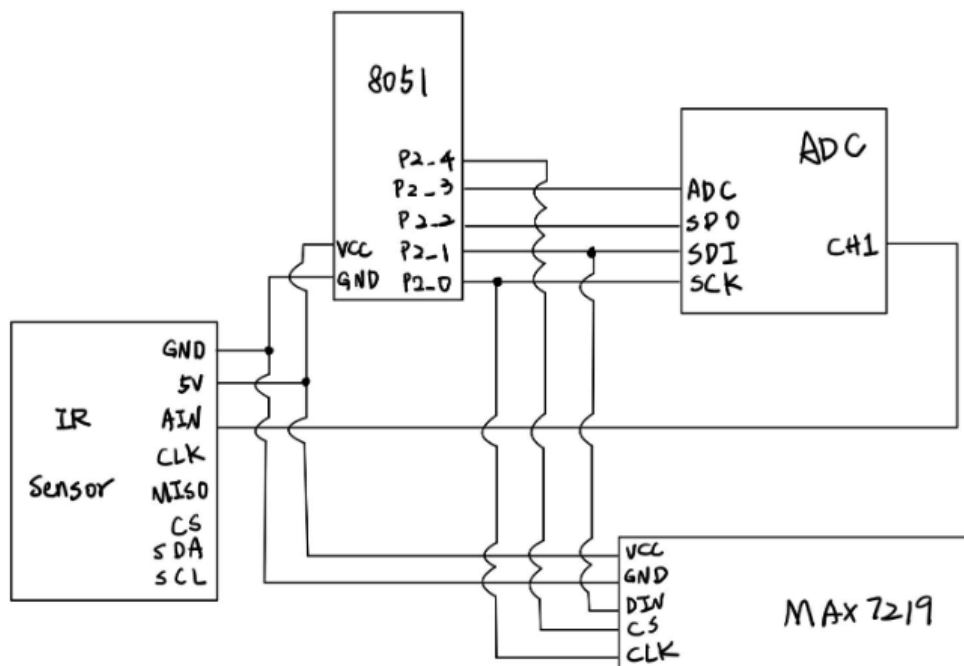 8051
P2_4
P2_3
P2_2
VCC
P2_1
GND
P2_0
ADC
ADC
SDO
SDI
SCK
CH1
GND
5V
AIN
CLK
MISO
CS
SDA
SCL
IR
Sensor
VCC
GND
DIN
CS
CLK
MAX7219